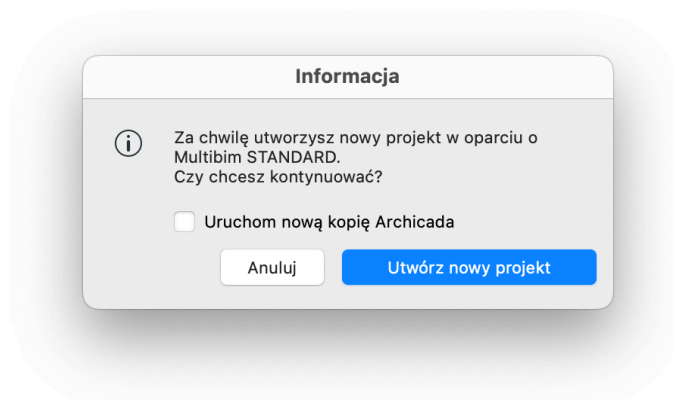 Informacja
Za chwilę utworzysz nowy projekt w oparciu o
Multibim STANDARD.
Czy chcesz kontynuować?
Uruchom nową kopię Archicada
Anuluj
Utwórz nowy projekt